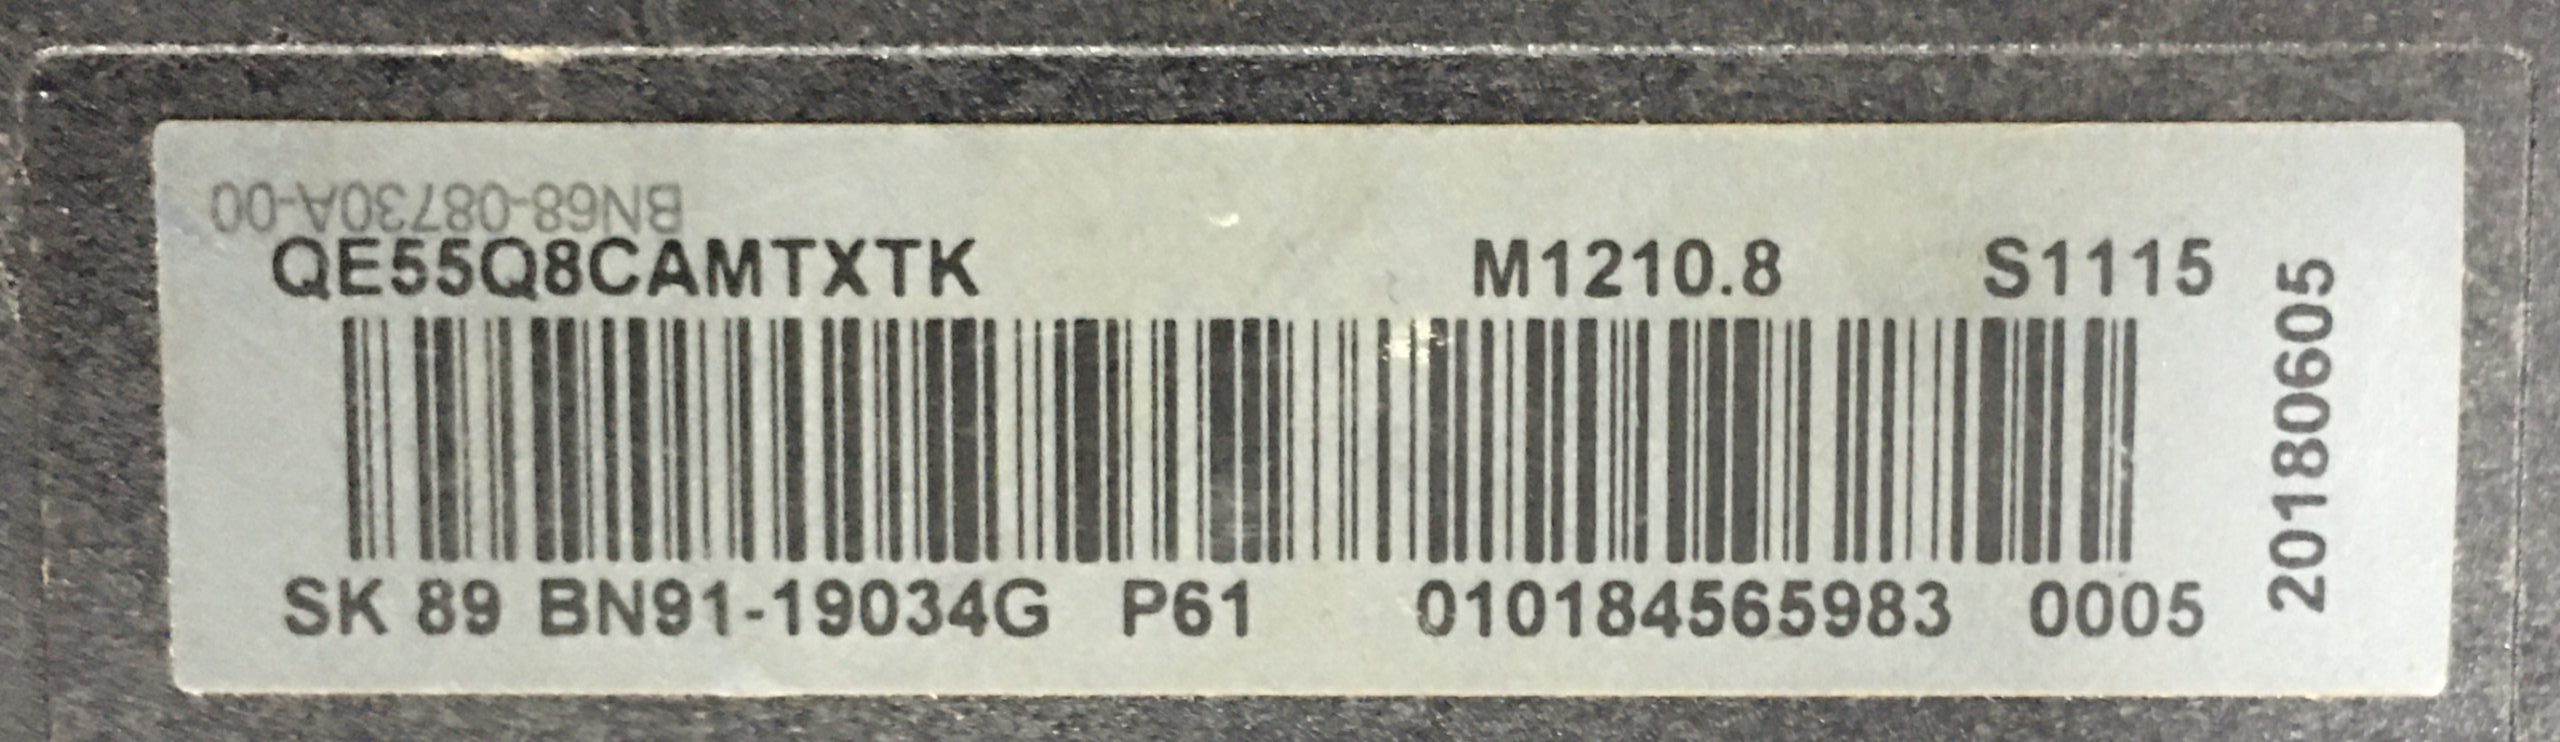 BN68-08730A-00
QE55Q8CAMTXTK M1210.8 S1115
SK 89 BN91-19034G P61 010184565983 0005
20180605